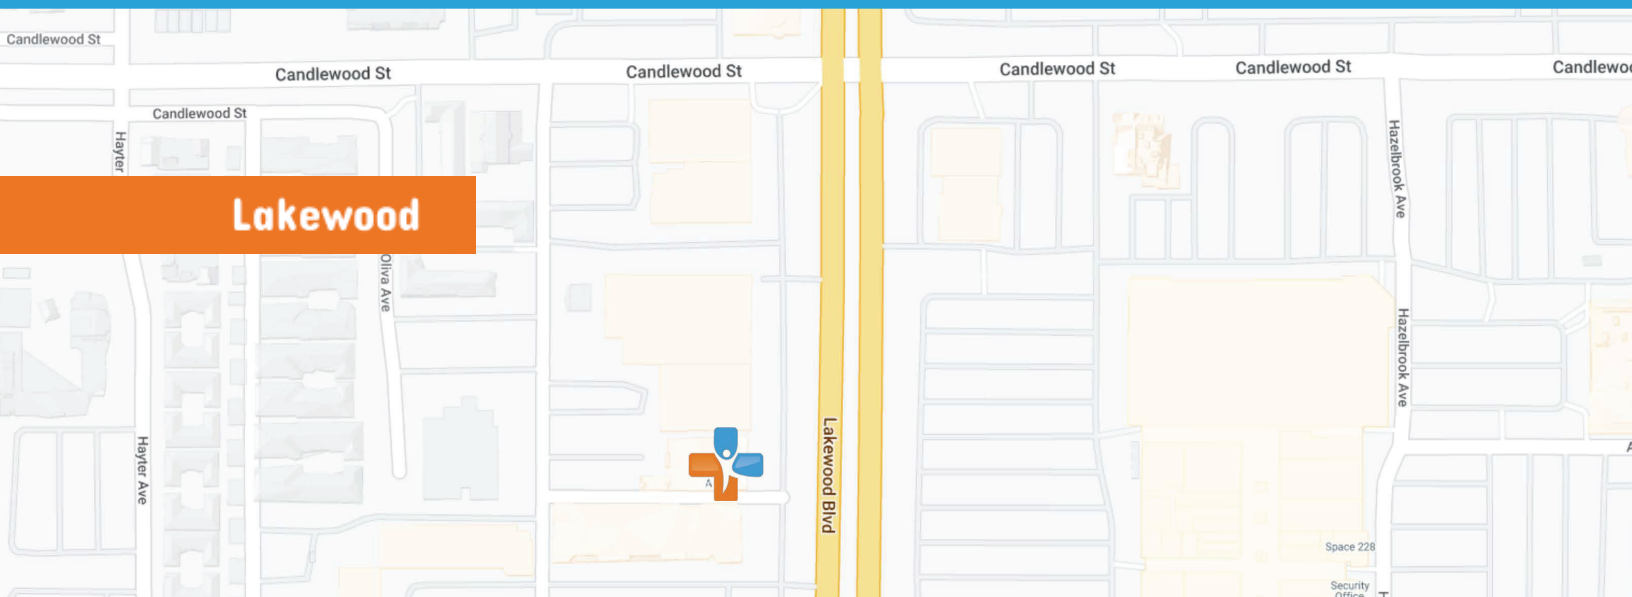 Candlewood St
Candlewood St
Candlewood St
Candlewood St
Candlewood St
Candlewoo
Candlewood St
Hayter
Hazelbrook Ave
Lakewood
Oliva Ave
Hazelbrook Ave
Lakewood Blvd
Hayter Ave
A
A
Space 228
Security
Office
H